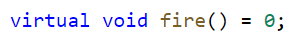 virtual void fire() = 0;